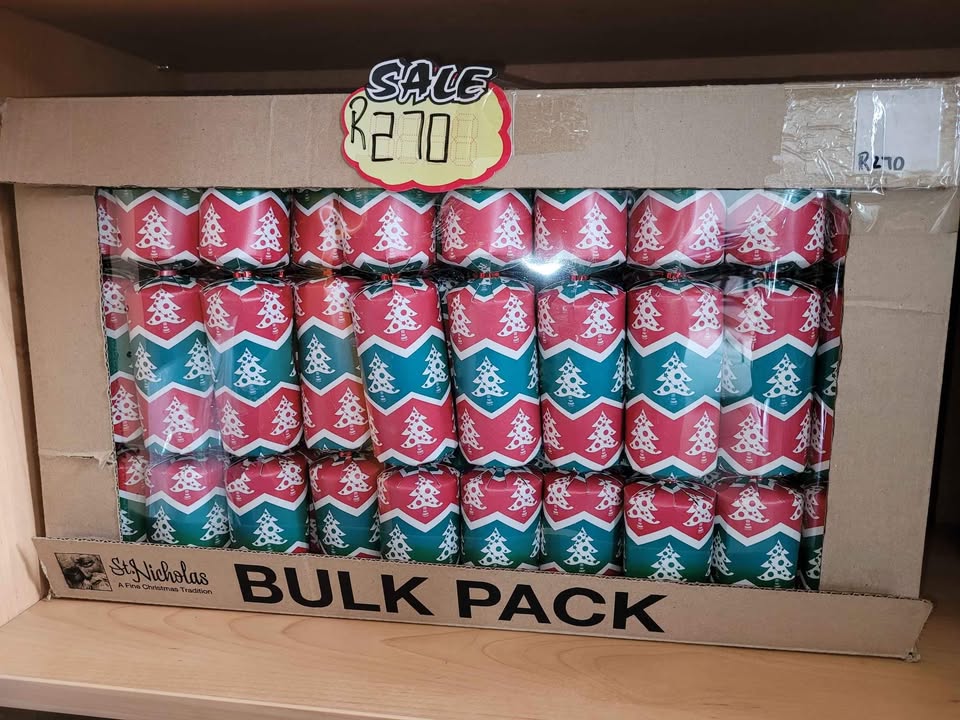 SALE
R270
R270
St.Nicholas
A Fine Christmas Tradition
BULK PACK